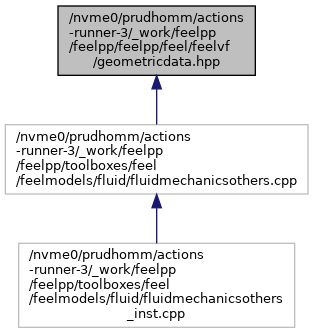 /nvme0/prudhomm/actions
-runner-3/_work/feelpp
/feelpp/feelpp/feel/feelvf
/geometricdata.hpp
/nvme0/prudhomm/actions
-runner-3/_work/feelpp
/feelpp/toolboxes/feel
/feelmodels/fluid/fluidmechanicsothers.cpp
/nvme0/prudhomm/actions
-runner-3/_work/feelpp
/feelpp/toolboxes/feel
/feelmodels/fluid/fluidmechanicsothers
_inst.cpp